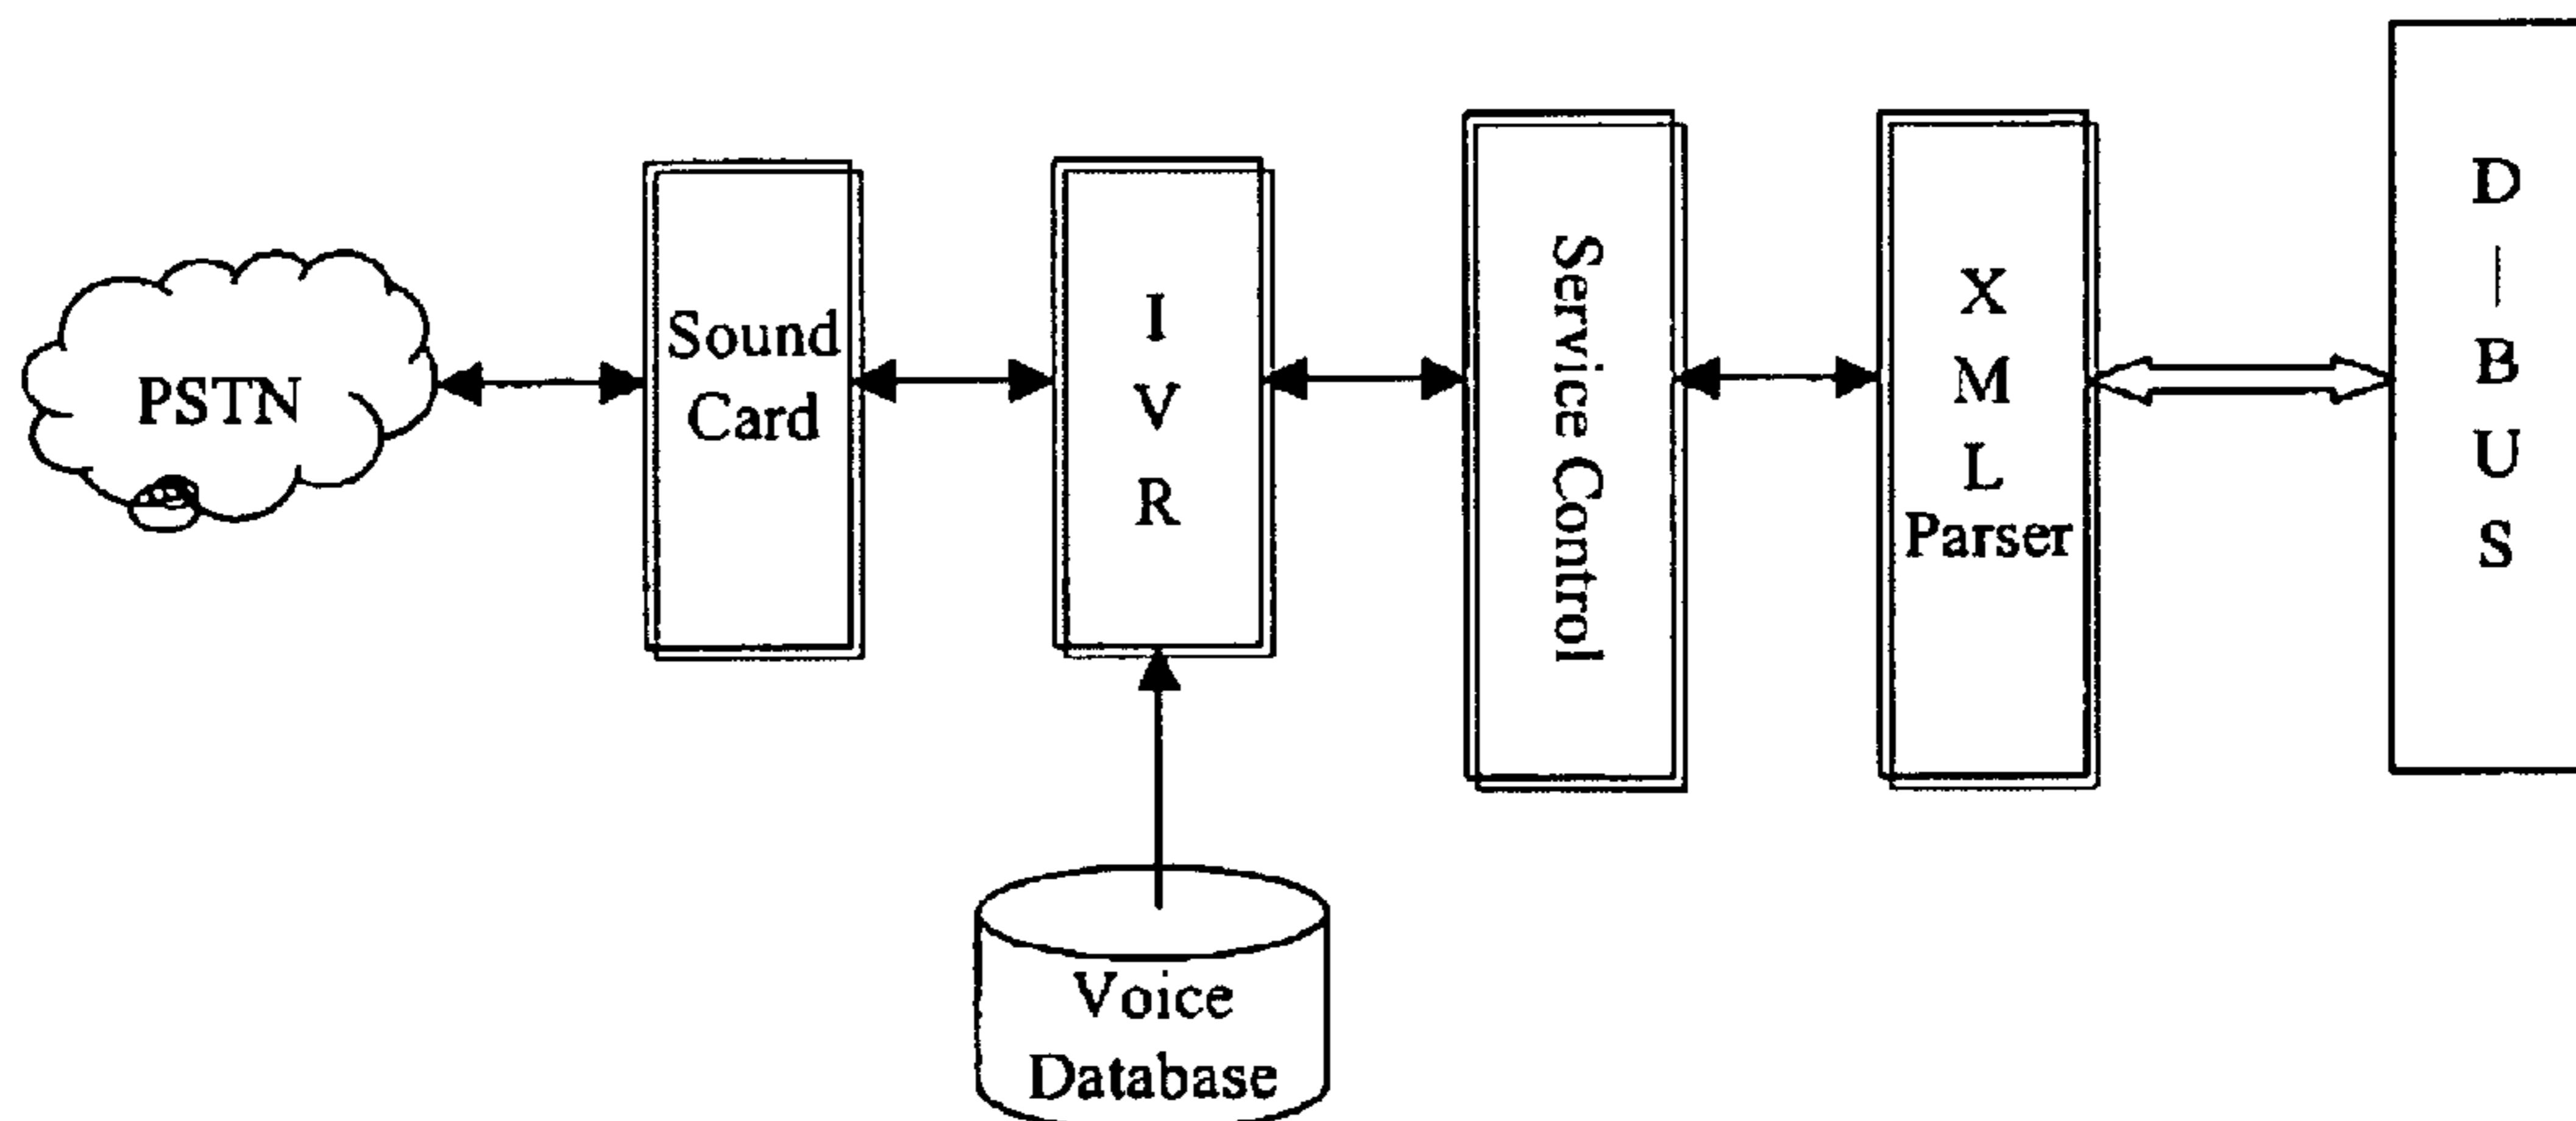 PSTN
Sound
Card
I
V
R
Service Control
X
M
L
Parser
D
—
B
U
S
Voice
Database